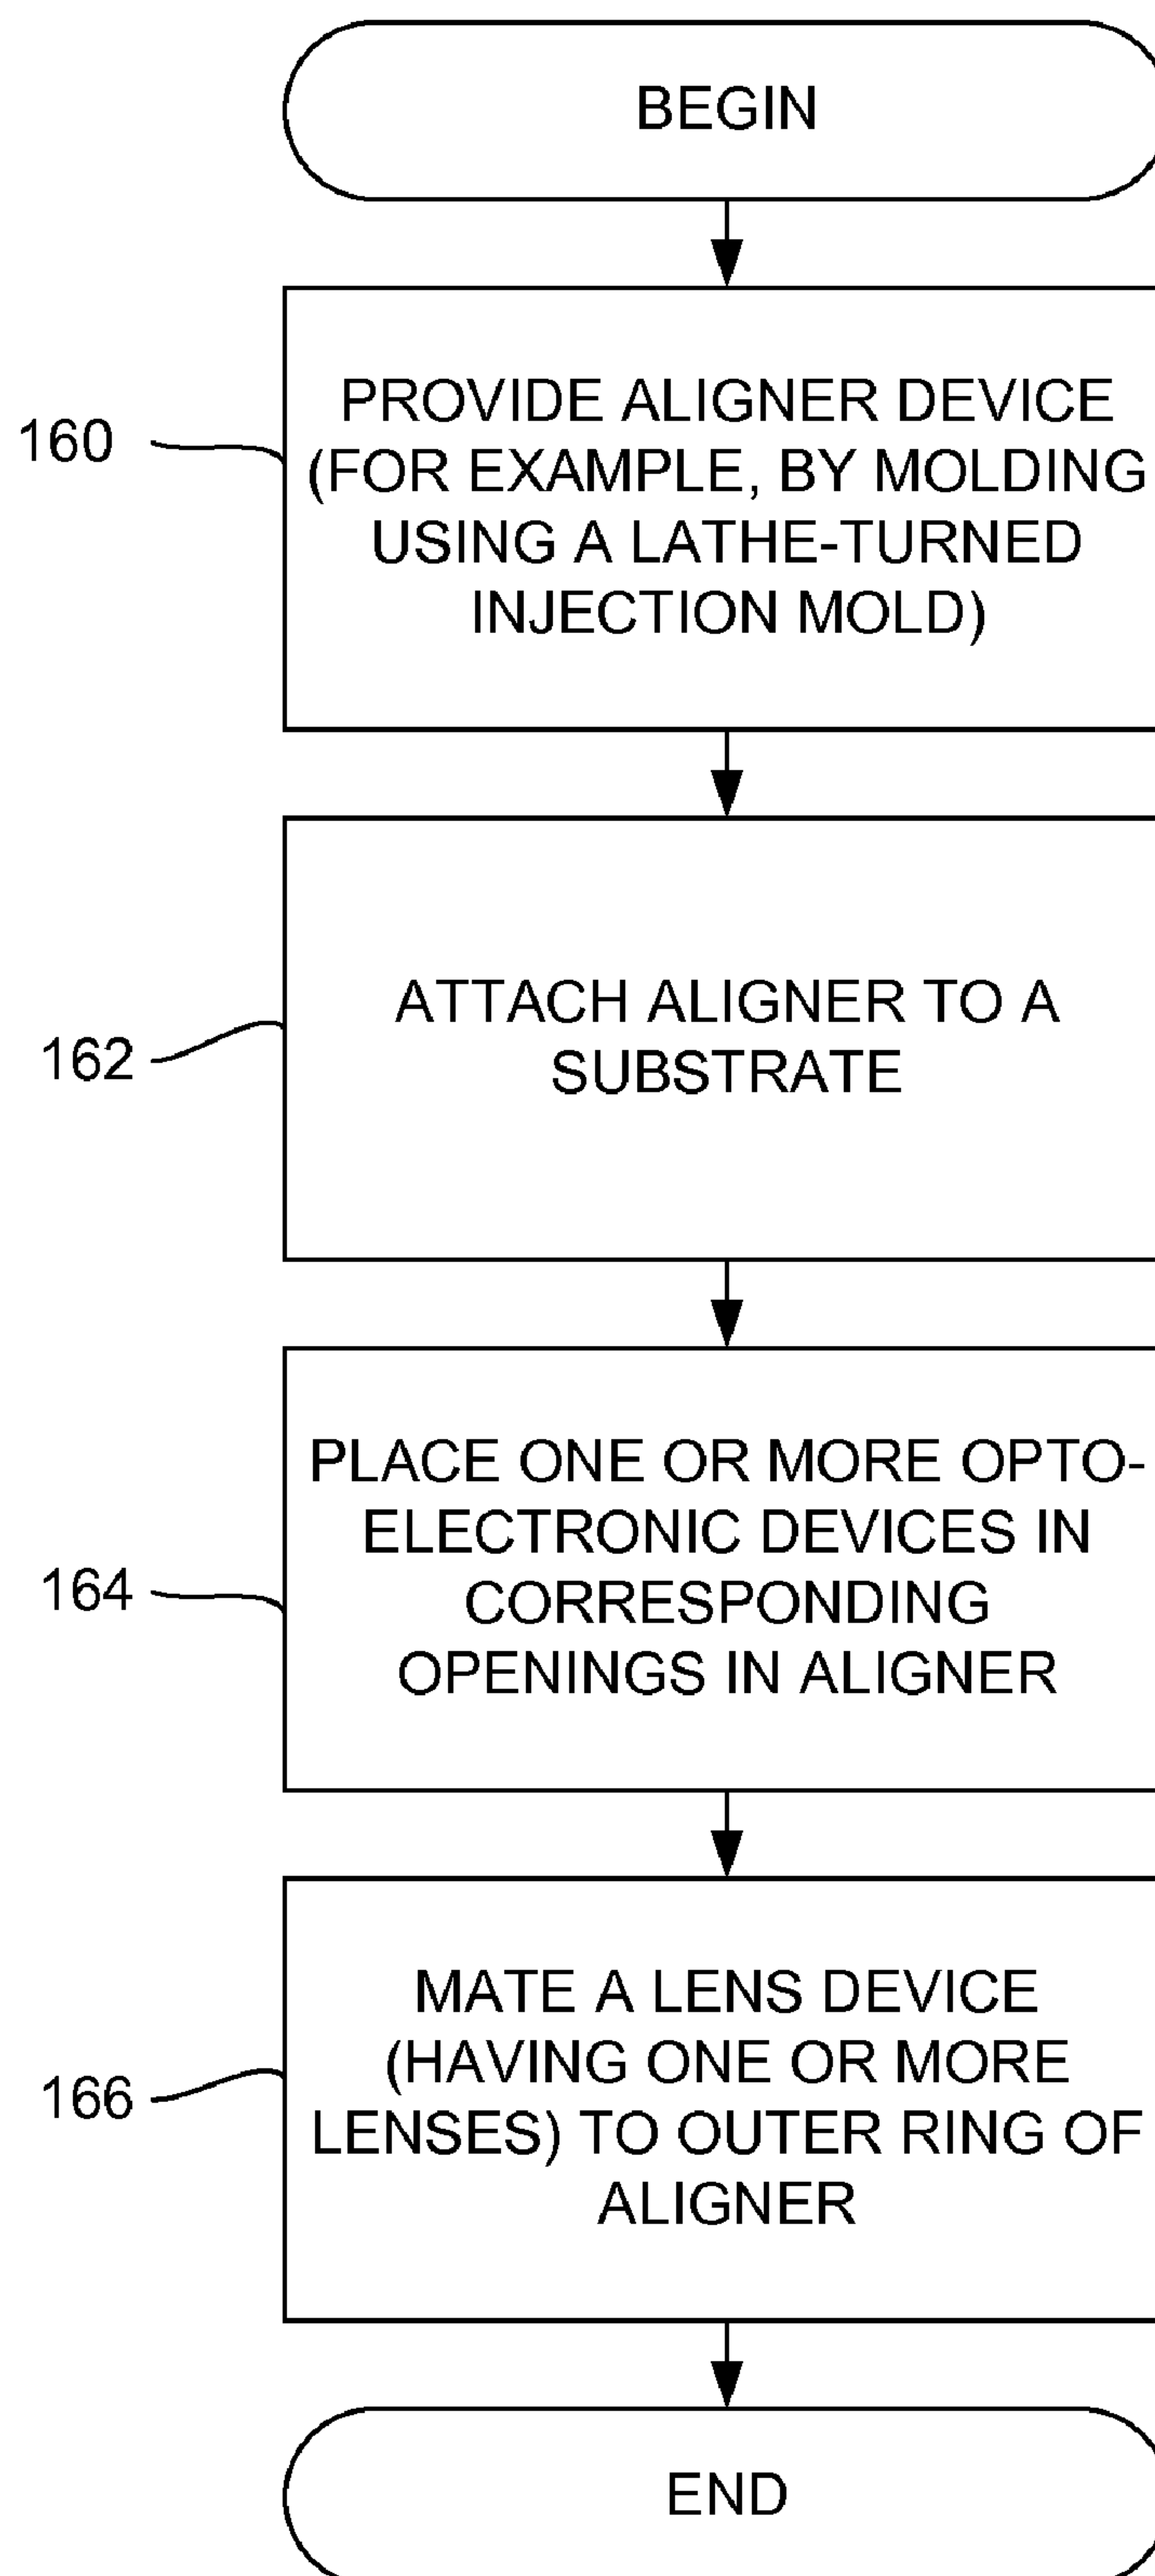 BEGIN
160
PROVIDE ALIGNER DEVICE
(FOR EXAMPLE, BY MOLDING
USING A LATHE-TURNED
INJECTION MOLD)
162
ATTACH ALIGNER TO A
SUBSTRATE
164
PLACE ONE OR MORE OPTO-
ELECTRONIC DEVICES IN
CORRESPONDING
OPENINGS IN ALIGNER
166
MATE A LENS DEVICE
(HAVING ONE OR MORE
LENSES) TO OUTER RING OF
ALIGNER
END